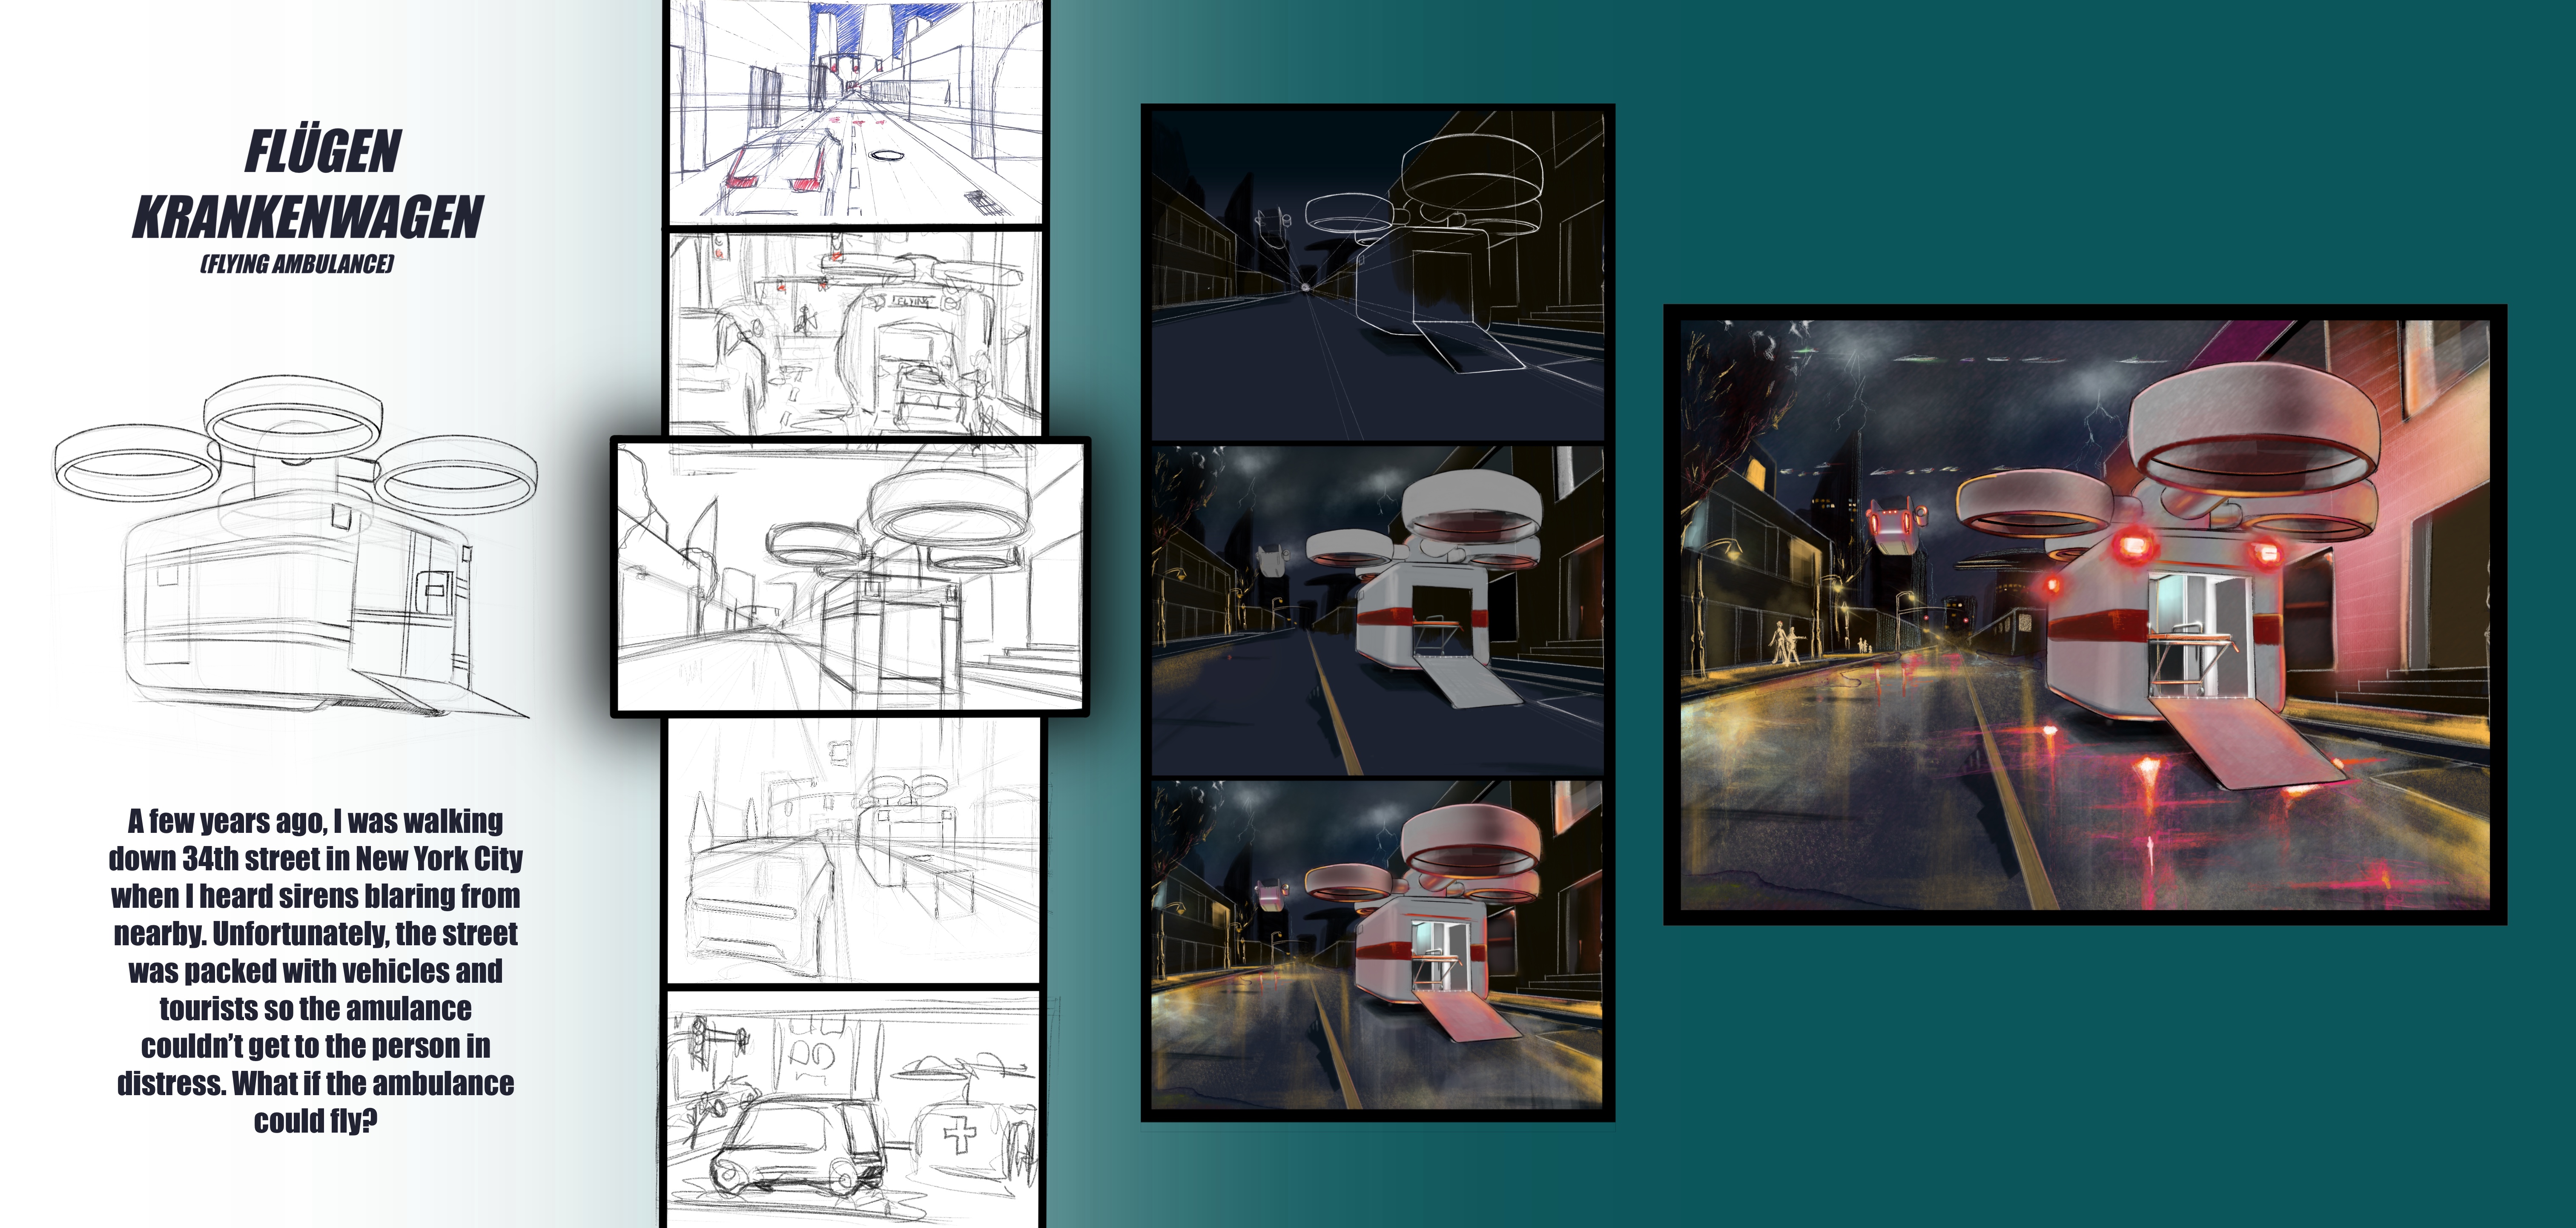 FLÜGEN
KRANKENWAGEN
(FLYING AMBULANCE)
A few years ago, I was walking
down 34th street in New York City
when I heard sirens blaring from
nearby. Unfortunately, the street
was packed with vehicles and
tourists so the amulance
couldn’t get to the person in
distress. What if the ambulance
could fly?